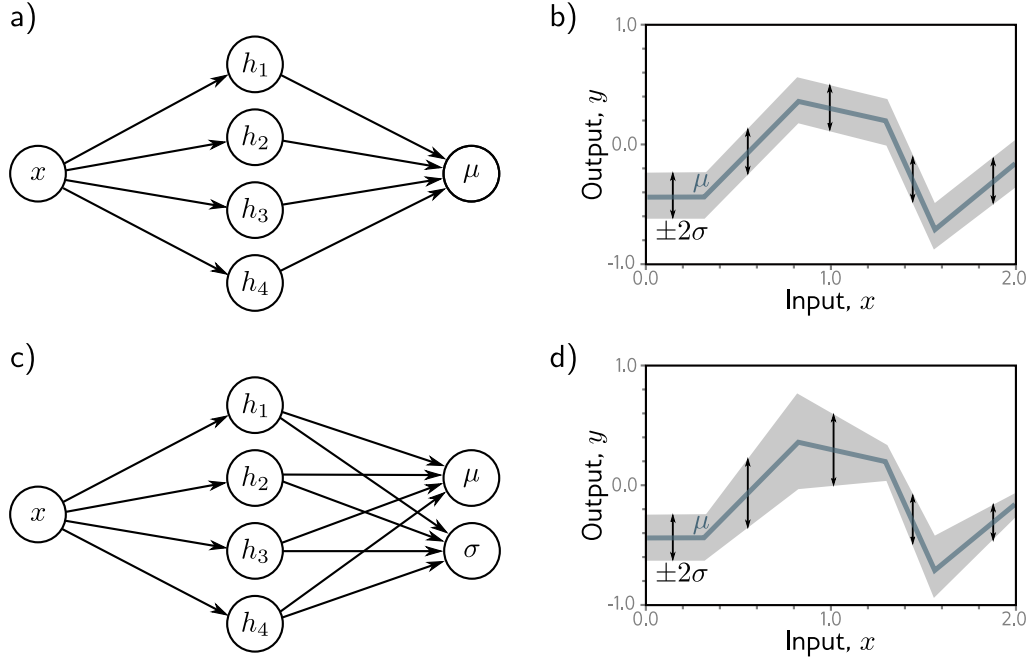 a)
x
h₁
h₂
h₃
h₄
μ
b)
Output, y
1.0
0.0
-1.0
μ
±2σ
0.0
1.0
2.0
Input, x
c)
x
h₁
h₂
h₃
h₄
μ
σ
d)
Output, y
1.0
0.0
-1.0
μ
±2σ
0.0
1.0
2.0
Input, x